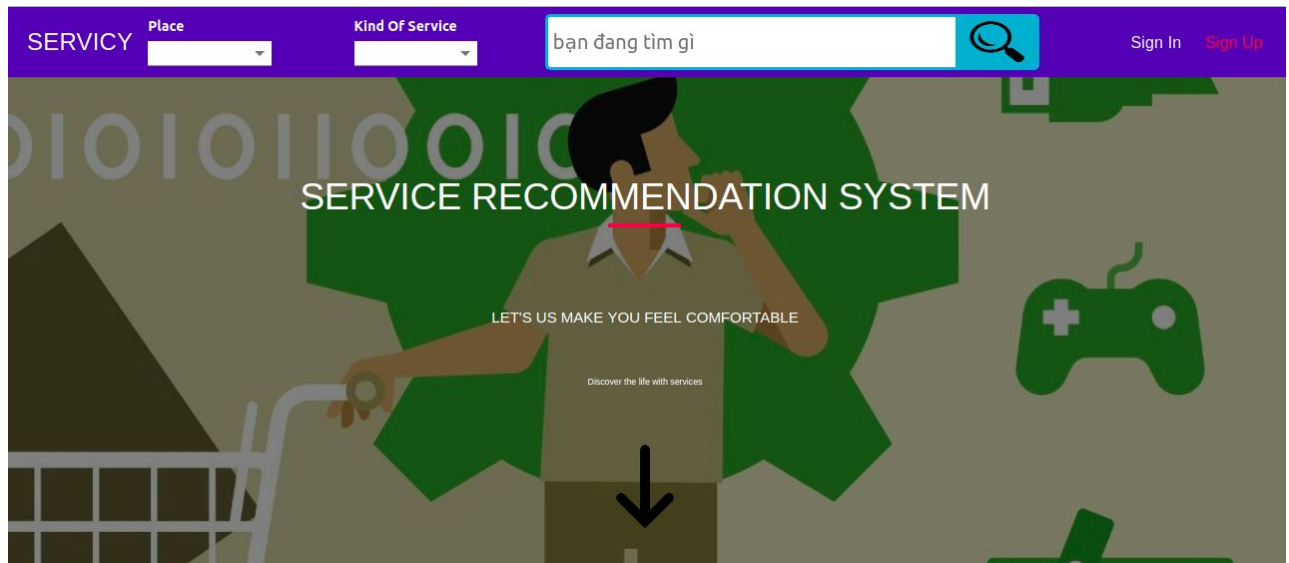 SERVICY
Place
Kind Of Service
bạn đang tìm gì
Sign In
Sign Up
010101100100
SERVICE RECOMMENDATION SYSTEM
LET'S US MAKE YOU FEEL COMFORTABLE
Discover the life with services